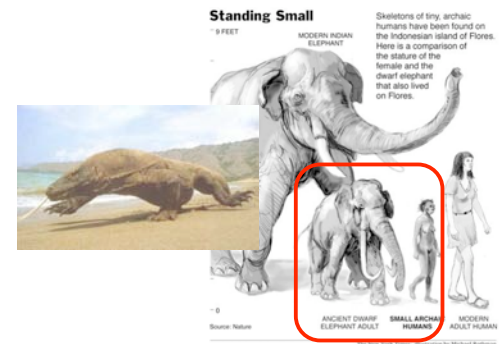 Standing Small
9 FEET
MODERN INDIAN
ELEPHANT
Skeletons of tiny, archaic
humans have been found on
the Indonesian island of Flores.
Here is a comparison of
the stature of the
female and the
dwarf elephant
that also lived
on Flores.
0
ANCIENT DWARF
ELEPHANT ADULT
SMALL ARCHAIC
HUMANS
MODERN
ADULT HUMAN
Source: Nature